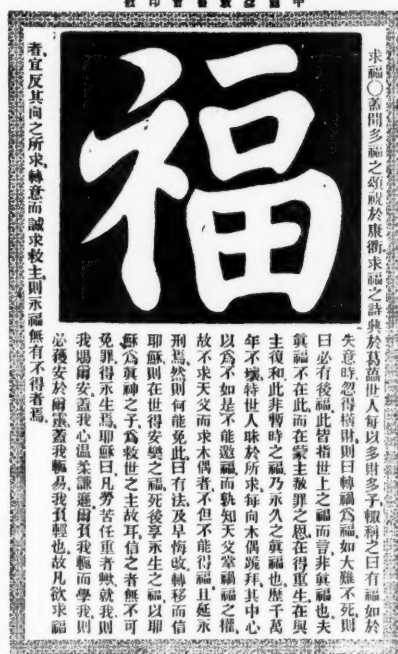 福
求福○蓋聞多福之頌祝於康衢求福之詩興於葛藟世人每以多財多子輒稱之曰有福如於
失意時忽得橫財則曰轉禍爲福如大難不死則
曰必有後福此皆指世上之福而言非眞福也夫
眞福不在此而在蒙主赦罪之恩在得重生在與
主復和此非暫時之福乃永久之眞福也歷千萬
年不壞特世人昧於所求每向木偶跪拜其中心
以爲不如是不能邀福而孰知天父掌禍福之權
故不求天父而求木偶者不但不能得福且延永
刑焉然則何能免此曰有法及早悔改轉移而信
耶穌則在世得安樂之福死後享永生之福以耶
穌爲眞神之子爲救世之主故耳信之者無不可
免罪得永生焉耶穌曰凡勞苦任重者歟就我則
我賜爾安蓋我心溫柔謙遜爾負我軛而學我則
必獲安於爾靈蓋我軛易我負輕也故凡欲求福
者宜反其向之所求轉意而誠求救主則永福無有不得者焉